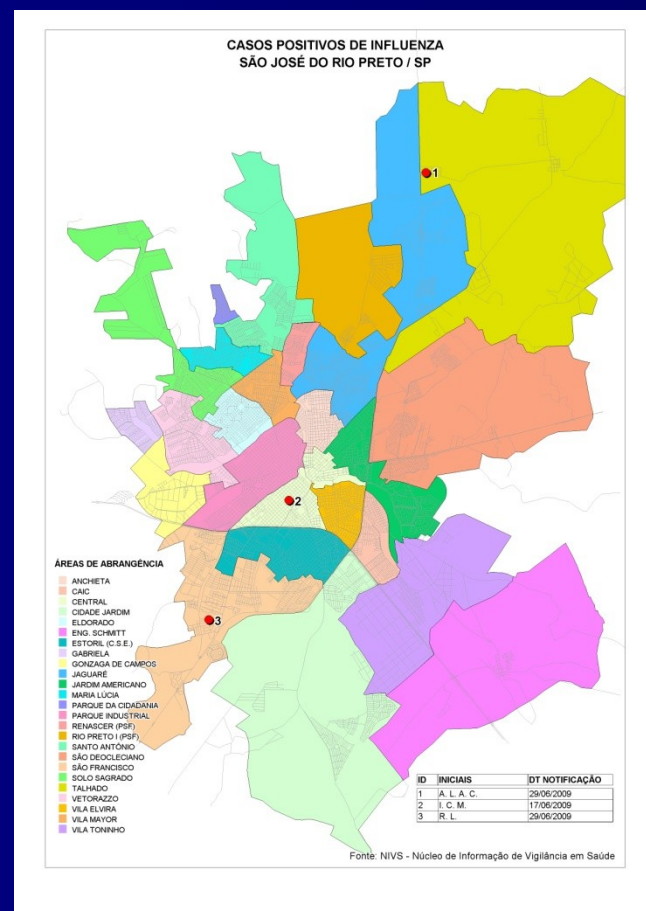 CASOS POSITIVOS DE INFLUENZA
SÃO JOSÉ DO RIO PRETO / SP
1
2
3
ÁREAS DE ABRANGÊNCIA
ANCHIETA
CAIC
CENTRAL
CIDADE JARDIM
ELDORADO
ENG. SCHMITT
ESTORIL (C.S.E.)
GABRIELA
GONZAGA DE CAMPOS
JAGUARÉ
JARDIM AMERICANO
MARIA LÚCIA
PARQUE DA CIDADANIA
PARQUE INDUSTRIAL
RENASCER (PSF)
RIO PRETO I (PSF)
SANTO ANTÔNIO
SÃO DEOCLECIANO
SÃO FRANCISCO
SOLO SAGRADO
TALHADO
VETORAZZO
VILA ELVIRA
VILA MAYOR
VILA TONINHO
ID INICIAIS DT NOTIFICAÇÃO
1 A. L. A. C. 29/06/2009
2 I. C. M. 17/06/2009
3 R. L. 29/06/2009
Fonte: NIVS - Núcleo de Informação de Vigilância em Saúde